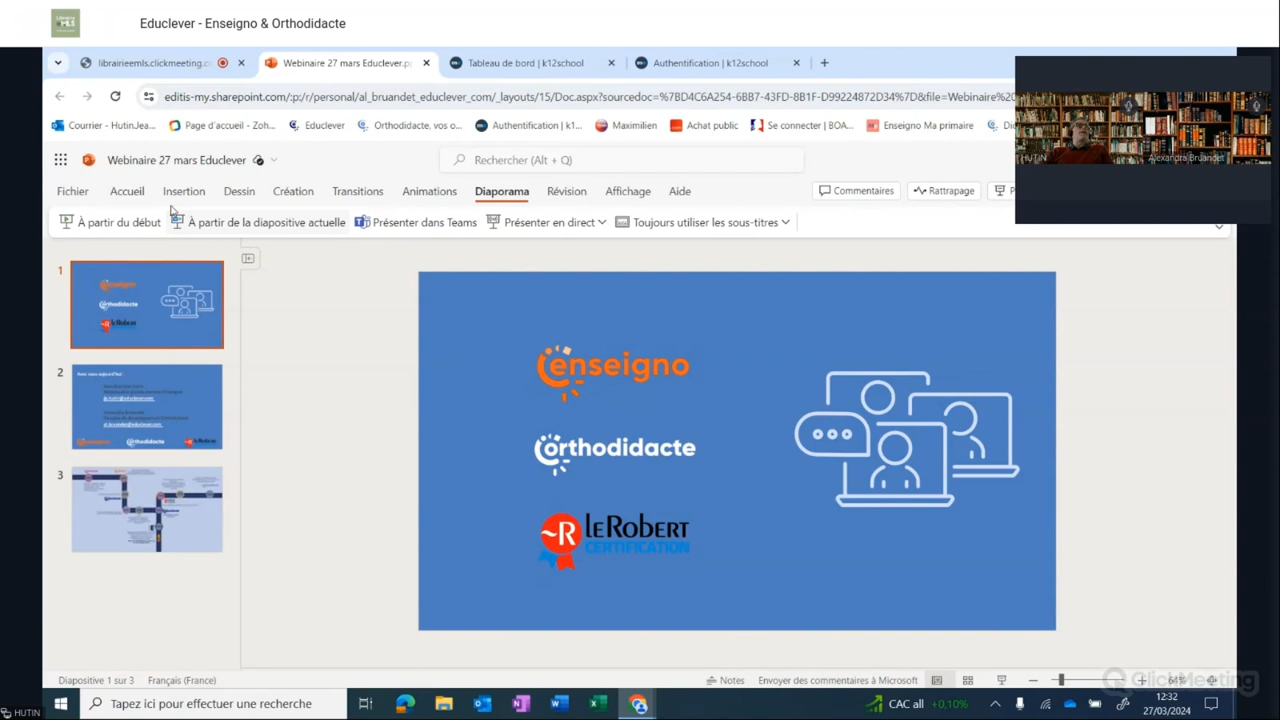 Educlever - Enseigno & Orthodidacte
librairieemls.clickmeeting.c
Webinaire 27 mars Educlever.p
Tableau de bord | k12school
Authentification | k12school
editis-my.sharepoint.com/:p:/r/personal/al_bruandet_educlever_com/_layouts/15/Doc.aspx?sourcedoc=%7BD4C6A254-6BB7-43FD-8B1F-D99224872D34%7D&file=Webinaire%20
Courrier - HutinJea...
Page d'accueil - Zoh...
Educlever
Orthodidacte, vos o...
Authentification | k1...
Maximilien
Achat public
Se connecter | BOA...
Enseigno Ma primaire
HUTIN
Alexandra Bruandet
Webinaire 27 mars Educlever
Rechercher (Alt + Q)
Fichier
Accueil
Insertion
Dessin
Création
Transitions
Animations
Diaporama
Révision
Affichage
Aide
Commentaires
Rattrapage
À partir du début
À partir de la diapositive actuelle
Présenter dans Teams
Présenter en direct
Toujours utiliser les sous-titres
1
2
3
enseigno
orthodidacte
~R le Robert
CERTIFICATION
Diapositive 1 sur 3
Français (France)
Notes
Envoyer des commentaires à Microsoft
64%
ClickMeeting
Tapez ici pour effectuer une recherche
CAC all +0,10%
12:32
27/03/2024
HUTIN